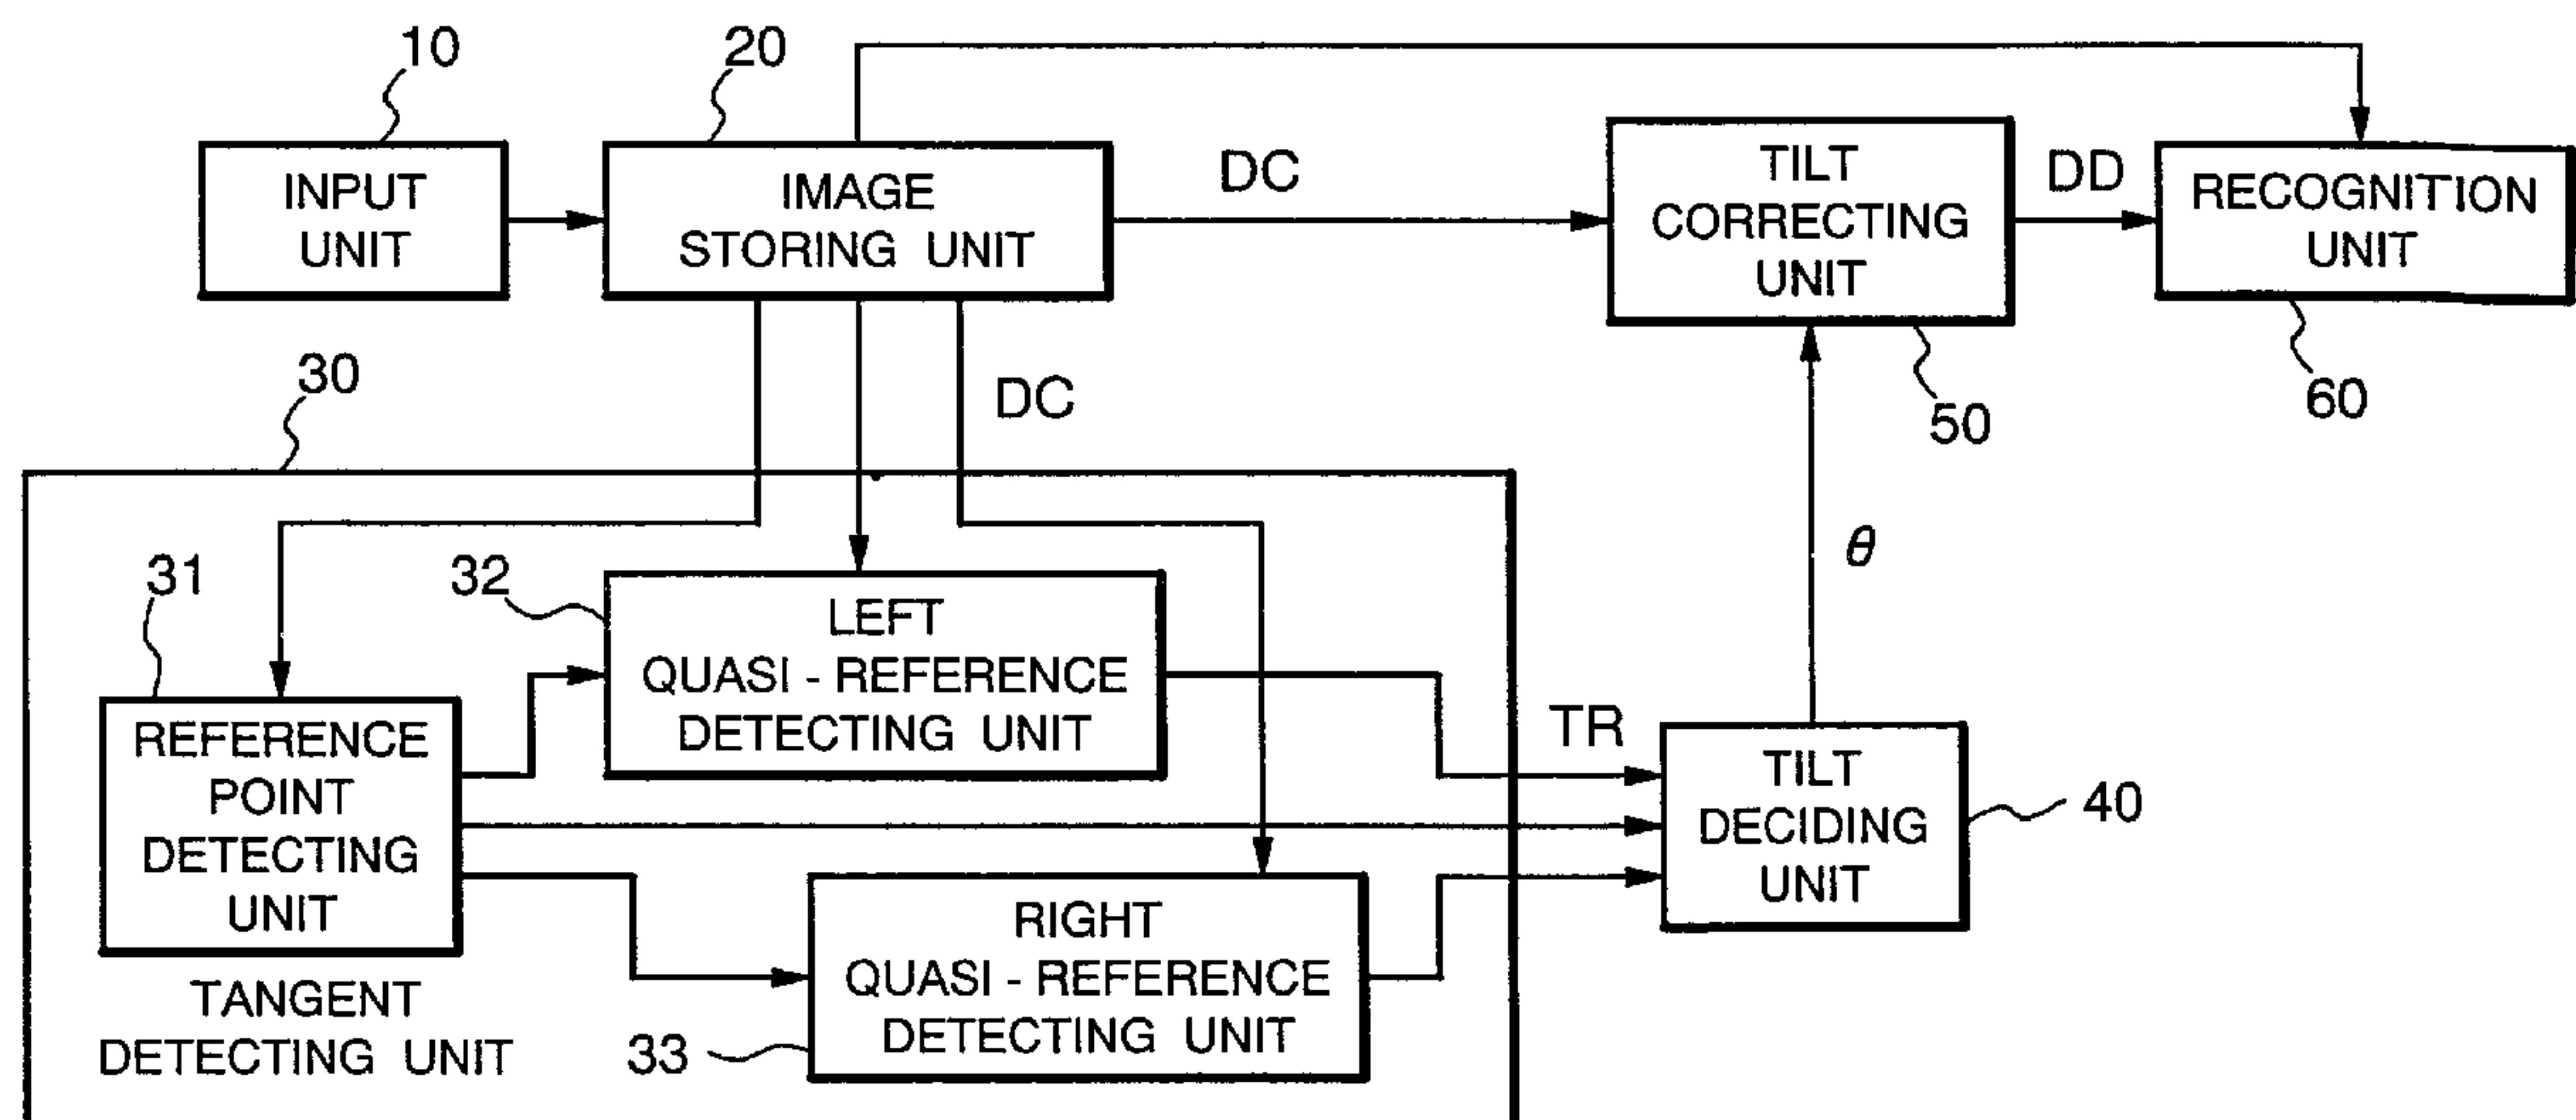 10
20
INPUT
UNIT
IMAGE
STORING UNIT
DC
TILT
CORRECTING
UNIT
DD
RECOGNITION
UNIT
30
DC
50
60
θ
31
32
LEFT
QUASI - REFERENCE
DETECTING UNIT
REFERENCE
POINT
DETECTING
UNIT
TR
TILT
DECIDING
UNIT
40
RIGHT
QUASI - REFERENCE
DETECTING UNIT
33
TANGENT
DETECTING UNIT